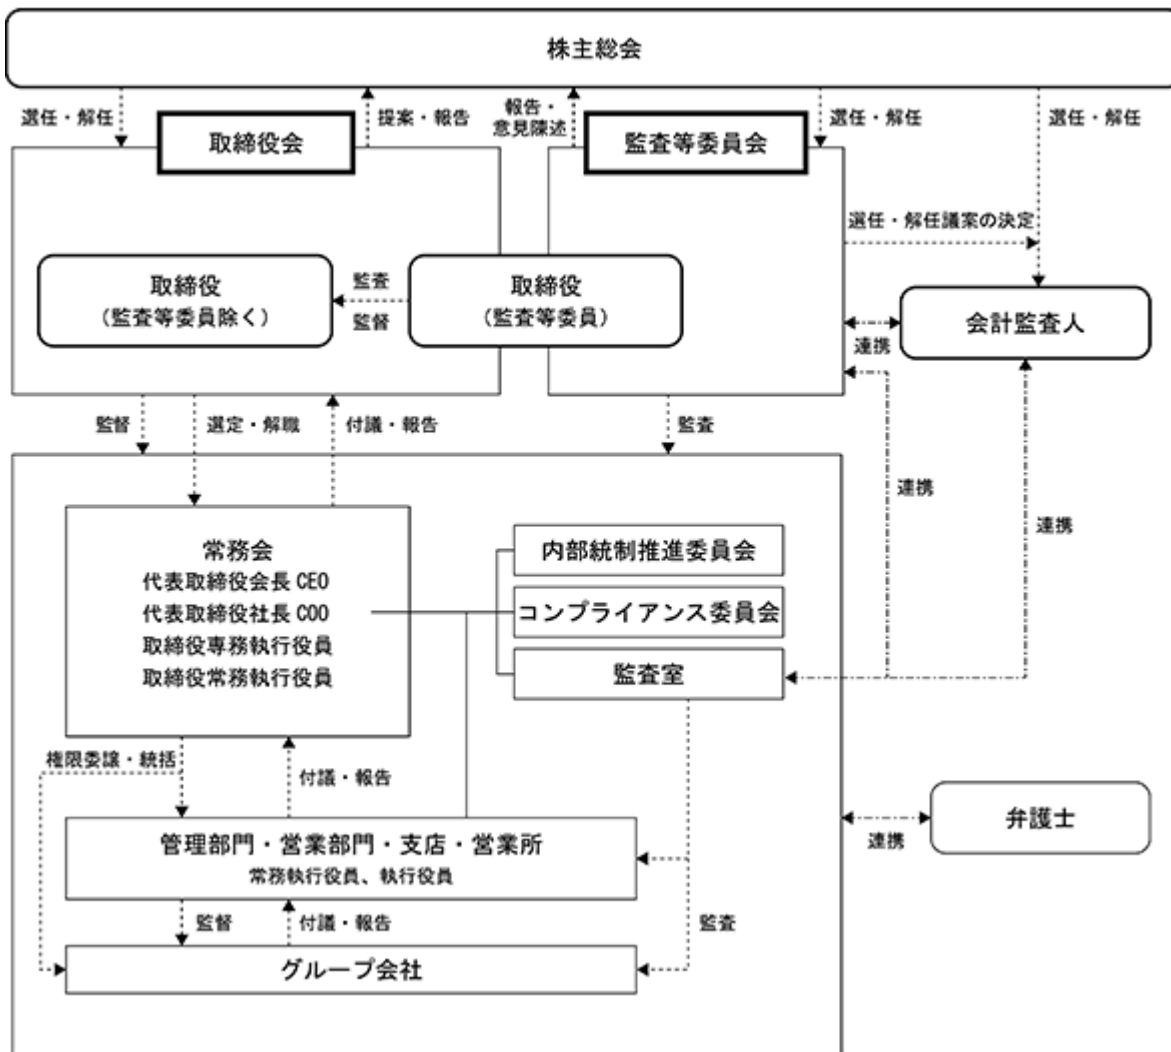 株主総会
選任・解任
提案・報告
報告・
意見陳述
選任・解任
選任・解任
取締役会
監査等委員会
選任・解任議案の決定
取締役
(監査等委員除く)
監査
監督
取締役
(監査等委員)
会計監査人
連携
監督
選定・解職
付議・報告
監査
連携
連携
常務会
代表取締役会長 CEO
代表取締役社長 COO
取締役専務執行役員
取締役常務執行役員
内部統制推進委員会
コンプライアンス委員会
監査室
権限委譲・統括
付議・報告
管理部門・営業部門・支店・営業所
常務執行役員、執行役員
弁護士
連携
監督
付議・報告
監査
グループ会社